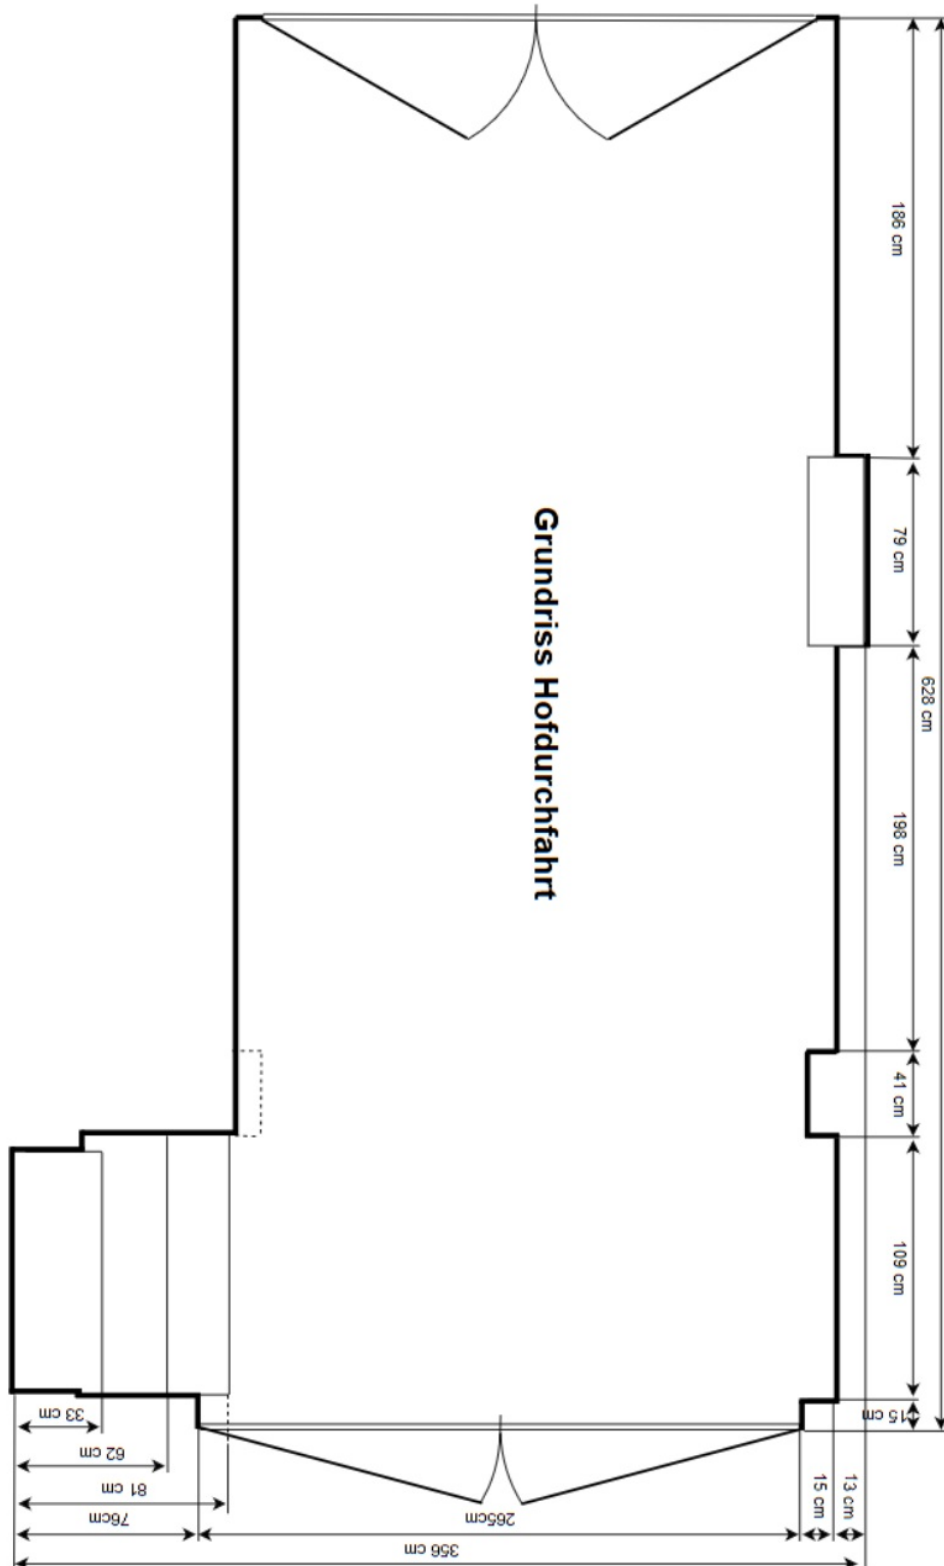 186 cm
79 cm
Grundriss Hofdurchfahrt
628 cm
198 cm
41 cm
109 cm
15 cm
33 cm
62 cm
81 cm
76cm
265cm
15 cm
13 cm
356 cm